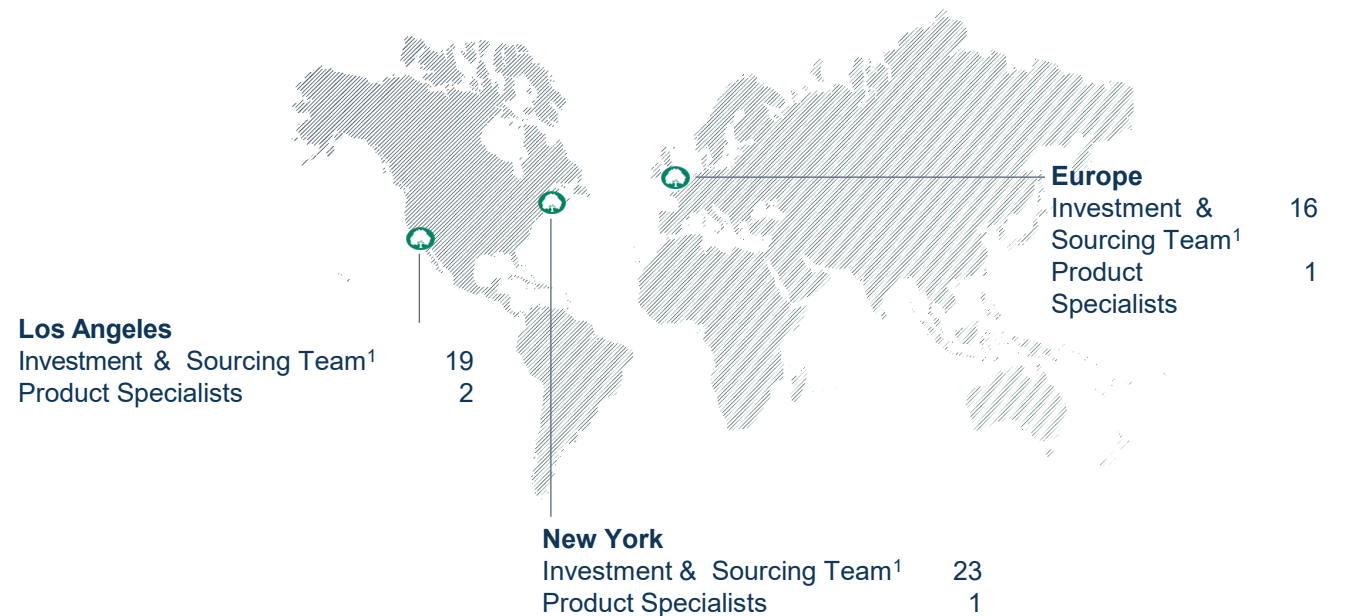 Europe
Investment & 16
Sourcing Team¹
Product 1
Specialists
Los Angeles
Investment & Sourcing Team¹ 19
Product Specialists 2
New York
Investment & Sourcing Team¹ 23
Product Specialists 1